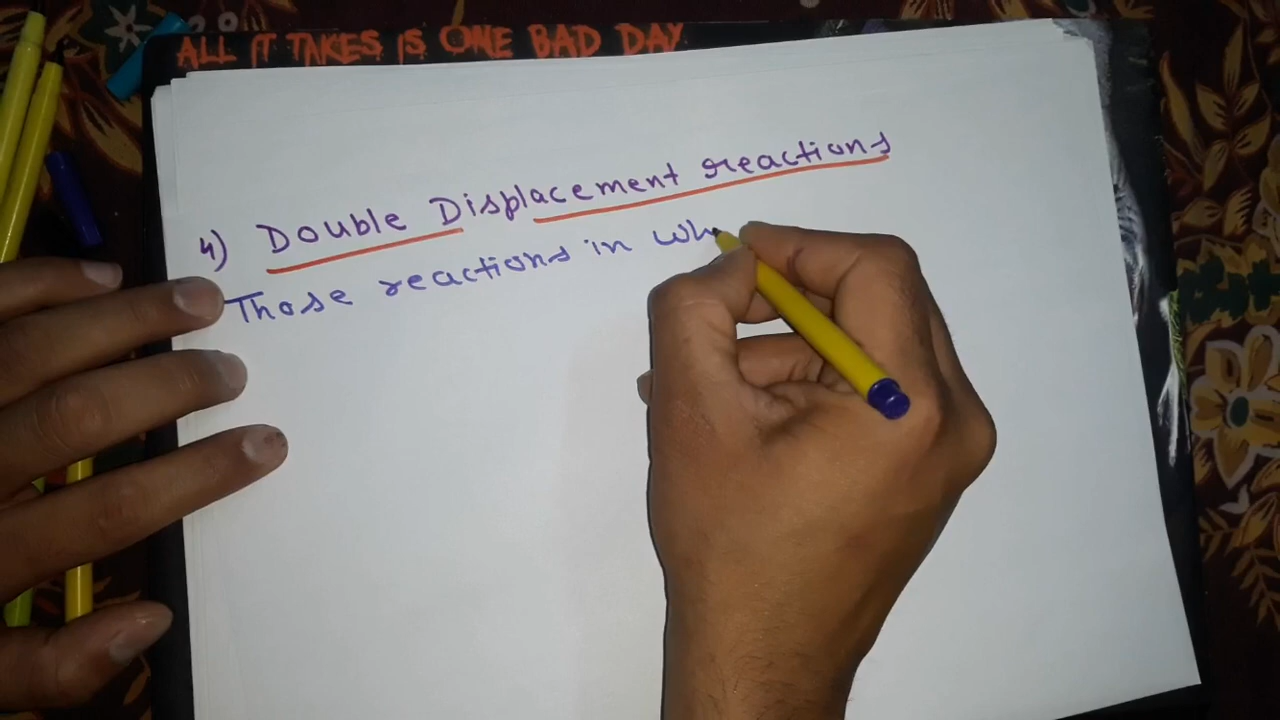 ALL IT TAKES IS ONE BAD DAY
4) Double Displacement reactions
Those reactions in wh